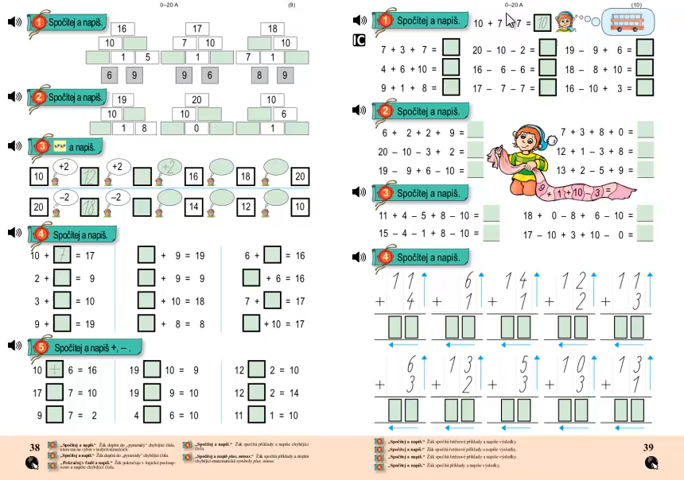 0–20 A (9)
1 Spočítej a napiš.
16 17 18
10 7 10 10
1 5 1 7 1
6 9 9 6 8 9
2 Spočítej a napiš.
19 20 10
10 10 6
1 8 0 1
3 a napiš.
+2 +2 +2
10 16 18 20
–2 –2
20 14 12 10
4 Spočítej a napiš.
10 + = 17 + 9 = 19 6 + = 16
2 + = 9 + 9 = 9 + 6 = 16
3 + = 10 + 10 = 18 7 + = 17
9 + = 19 + 8 = 8 + 10 = 17
5 Spočítej a napiš +, – .
10 + 6 = 16 19 10 = 9 12 2 = 10
17 7 = 10 19 9 = 10 12 2 = 14
9 7 = 2 4 6 = 10 11 1 = 10
38
0–20 A (10)
1 Spočítej a napiš.
10 + 7 – 7 = 10
7 + 3 + 7 = 20 – 10 – 2 = 19 – 9 + 6 =
4 + 6 + 10 = 16 – 6 – 6 = 18 – 8 + 10 =
9 + 1 + 8 = 17 – 7 – 7 = 16 – 10 + 3 =
2 Spočítej a napiš.
6 + 2 + 2 + 9 = 7 + 3 + 8 + 0 =
20 – 10 – 3 + 2 = 12 + 1 – 3 + 8 =
19 – 9 + 6 – 10 = 13 + 2 – 5 + 9 =
9 + 1 + 10 – 3 =
3 Spočítej a napiš.
11 + 4 – 5 + 8 – 10 = 18 + 0 – 8 + 6 – 10 =
15 – 4 – 1 + 8 – 10 = 17 – 10 + 3 + 10 – 0 =
4 Spočítej a napiš.
11 6 14 12 11
+ 4 + 1 + 1 + 2 + 3
6 13 5 10 13
+ 3 + 2 + 3 + 3 + 1
39